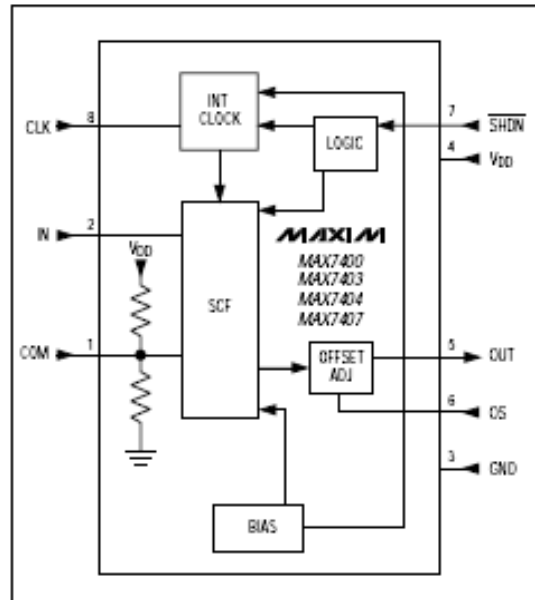 INT
CLOCK
8
CLK
7
SHDN
LOGIC
4
VDD
2
IN
VDD
MAXIM
MAX7400
MAX7403
MAX7404
MAX7407
SCF
1
COM
OFFSET
ADJ
5
OUT
6
OS
3
GND
BIAS